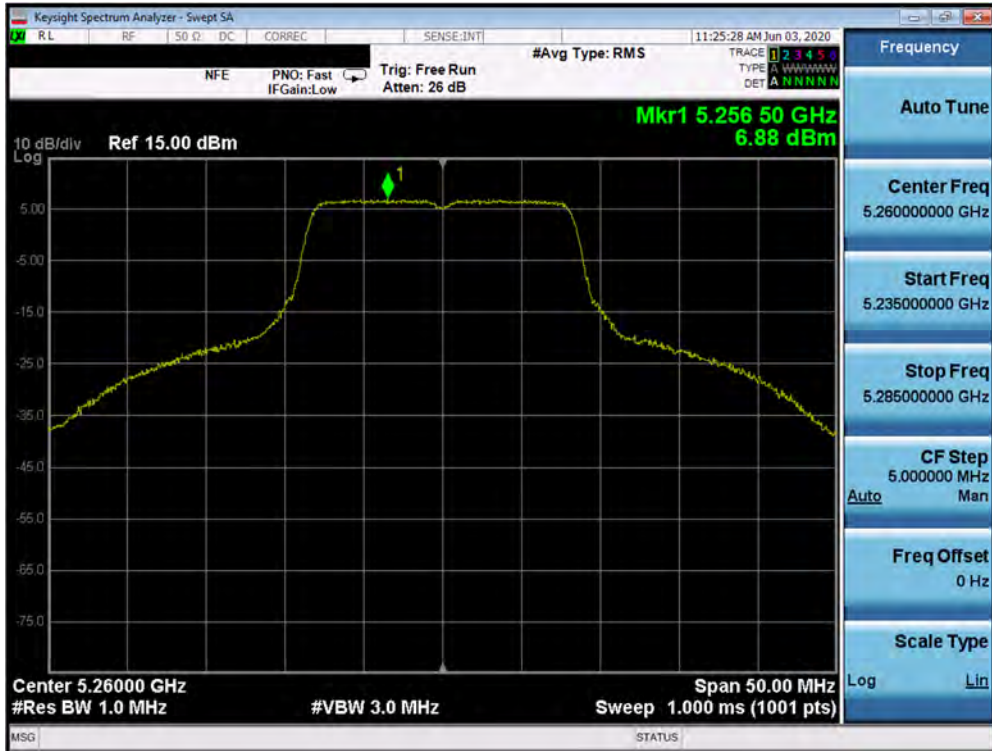 Keysight Spectrum Analyzer - Swept SA
LXI RL RF 50 Ω DC CORREC SENSE:INT 11:25:28 AM Jun 03, 2020
#Avg Type: RMS TRACE 1 2 3 4 5 6
NFE PNO: Fast Trig: Free Run TYPE A WWWWW
IFGain:Low Atten: 26 dB DET A N N N N N
Mkr1 5.256 50 GHz
6.88 dBm
10 dB/div Ref 15.00 dBm
Log
1
5.00
-5.00
-15.0
-25.0
-35.0
-45.0
-55.0
-65.0
-75.0
Center 5.26000 GHz Span 50.00 MHz
#Res BW 1.0 MHz #VBW 3.0 MHz Sweep 1.000 ms (1001 pts)
MSG STATUS
Frequency
Auto Tune
Center Freq
5.260000000 GHz
Start Freq
5.235000000 GHz
Stop Freq
5.285000000 GHz
CF Step
5.000000 MHz
Auto Man
Freq Offset
0 Hz
Scale Type
Log Lin